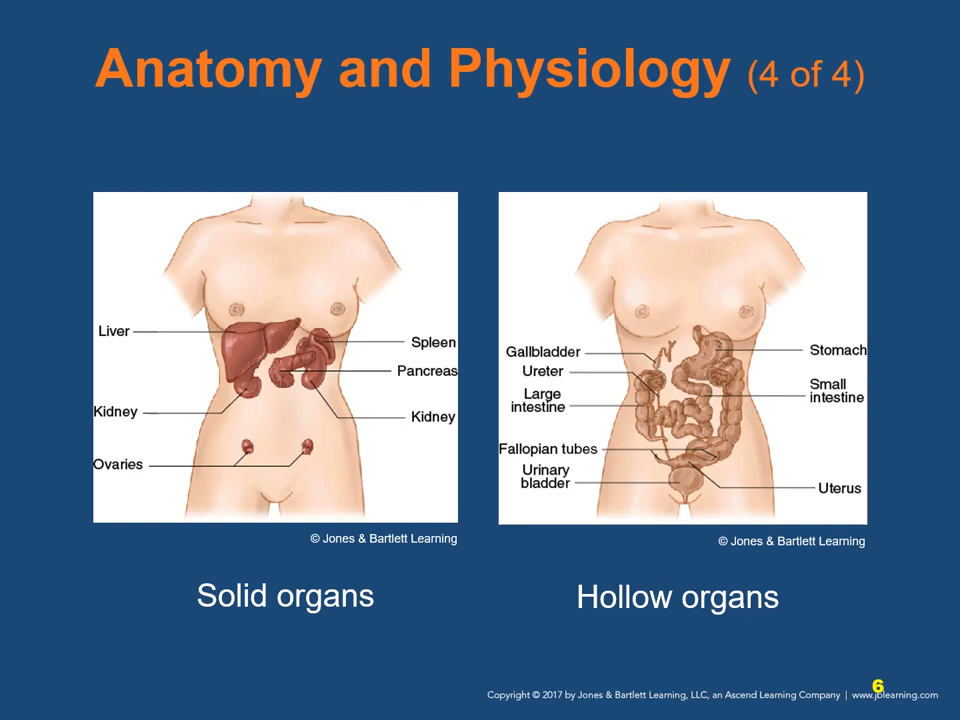 Anatomy and Physiology (4 of 4)
Liver
Spleen
Pancreas
Kidney
Kidney
Ovaries
© Jones & Bartlett Learning
Solid organs
Gallbladder
Stomach
Ureter
Large
intestine
Small
intestine
Fallopian tubes
Urinary
bladder
Uterus
© Jones & Bartlett Learning
Hollow organs
6
Copyright © 2017 by Jones & Bartlett Learning, LLC, an Ascend Learning Company | www.jblearning.com